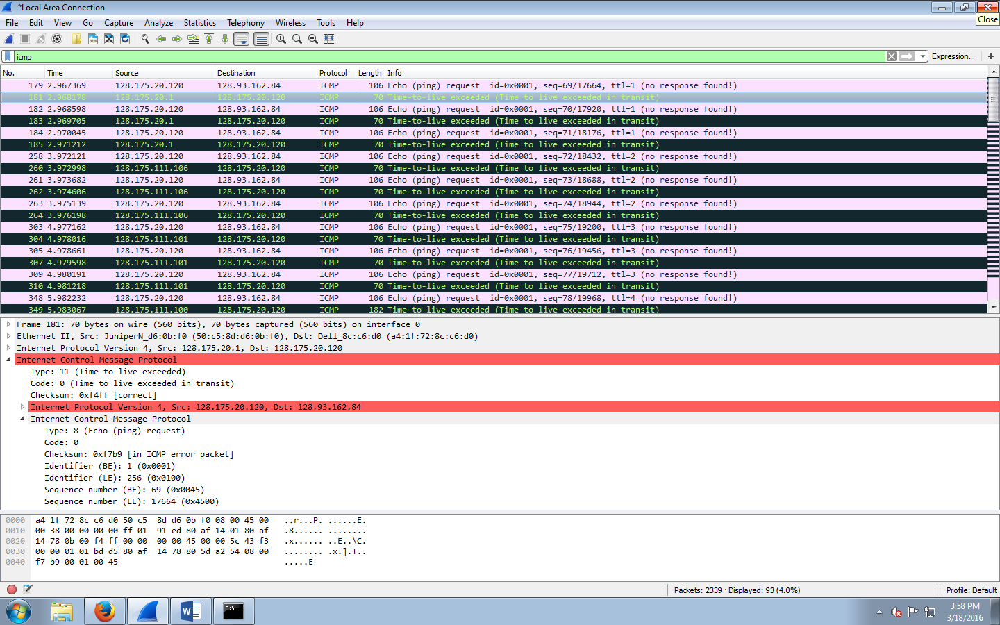 *Local Area Connection
Close
File Edit View Go Capture Analyze Statistics Telephony Wireless Tools Help
icmp Expression... +
No. Time Source Destination Protocol Length Info
179 2.967369 128.175.20.120 128.93.162.84 ICMP 106 Echo (ping) request id=0x0001, seq=69/17664, ttl=1 (no response found!)
181 2.968178 128.175.20.1 128.175.20.120 ICMP 70 Time-to-live exceeded (Time to live exceeded in transit)
182 2.968598 128.175.20.120 128.93.162.84 ICMP 106 Echo (ping) request id=0x0001, seq=70/17920, ttl=1 (no response found!)
183 2.969705 128.175.20.1 128.175.20.120 ICMP 70 Time-to-live exceeded (Time to live exceeded in transit)
184 2.970045 128.175.20.120 128.93.162.84 ICMP 106 Echo (ping) request id=0x0001, seq=71/18176, ttl=1 (no response found!)
185 2.971212 128.175.20.1 128.175.20.120 ICMP 70 Time-to-live exceeded (Time to live exceeded in transit)
258 3.972121 128.175.20.120 128.93.162.84 ICMP 106 Echo (ping) request id=0x0001, seq=72/18432, ttl=2 (no response found!)
260 3.972998 128.175.111.106 128.175.20.120 ICMP 70 Time-to-live exceeded (Time to live exceeded in transit)
261 3.973682 128.175.20.120 128.93.162.84 ICMP 106 Echo (ping) request id=0x0001, seq=73/18688, ttl=2 (no response found!)
262 3.974606 128.175.111.106 128.175.20.120 ICMP 70 Time-to-live exceeded (Time to live exceeded in transit)
263 3.975139 128.175.20.120 128.93.162.84 ICMP 106 Echo (ping) request id=0x0001, seq=74/18944, ttl=2 (no response found!)
264 3.976198 128.175.111.106 128.175.20.120 ICMP 70 Time-to-live exceeded (Time to live exceeded in transit)
303 4.977162 128.175.20.120 128.93.162.84 ICMP 106 Echo (ping) request id=0x0001, seq=75/19200, ttl=3 (no response found!)
304 4.978016 128.175.111.101 128.175.20.120 ICMP 70 Time-to-live exceeded (Time to live exceeded in transit)
305 4.978661 128.175.20.120 128.93.162.84 ICMP 106 Echo (ping) request id=0x0001, seq=76/19456, ttl=3 (no response found!)
307 4.979598 128.175.111.101 128.175.20.120 ICMP 70 Time-to-live exceeded (Time to live exceeded in transit)
309 4.980191 128.175.20.120 128.93.162.84 ICMP 106 Echo (ping) request id=0x0001, seq=77/19712, ttl=3 (no response found!)
310 4.981218 128.175.111.101 128.175.20.120 ICMP 70 Time-to-live exceeded (Time to live exceeded in transit)
348 5.982232 128.175.20.120 128.93.162.84 ICMP 106 Echo (ping) request id=0x0001, seq=78/19968, ttl=4 (no response found!)
349 5.983067 128.175.111.100 128.175.20.120 ICMP 182 Time-to-live exceeded (Time to live exceeded in transit)
Frame 181: 70 bytes on wire (560 bits), 70 bytes captured (560 bits) on interface 0
Ethernet II, Src: JuniperN_d6:0b:f0 (50:c5:8d:d6:0b:f0), Dst: Dell_8c:c6:d0 (a4:1f:72:8c:c6:d0)
Internet Protocol Version 4, Src: 128.175.20.1, Dst: 128.175.20.120
Internet Control Message Protocol
Type: 11 (Time-to-live exceeded)
Code: 0 (Time to live exceeded in transit)
Checksum: 0xf4ff [correct]
Internet Protocol Version 4, Src: 128.175.20.120, Dst: 128.93.162.84
Internet Control Message Protocol
Type: 8 (Echo (ping) request)
Code: 0
Checksum: 0xf7b9 [in ICMP error packet]
Identifier (BE): 1 (0x0001)
Identifier (LE): 256 (0x0100)
Sequence number (BE): 69 (0x0045)
Sequence number (LE): 17664 (0x4500)
0000 a4 1f 72 8c c6 d0 50 c5 8d d6 0b f0 08 00 45 00 ..r...P. ......E.
0010 00 38 00 00 00 00 ff 01 91 ed 80 af 14 01 80 af .8...... ........
0020 14 78 0b 00 f4 ff 00 00 00 00 45 00 00 5c 43 f3 .x...... ..E..\C.
0030 00 00 01 01 bd d5 80 af 14 78 80 5d a2 54 08 00 ........ .x.].T..
0040 f7 b9 00 01 00 45 .....E
Packets: 2339 · Displayed: 93 (4.0%) Profile: Default
C:\_
3:58 PM
3/18/2016